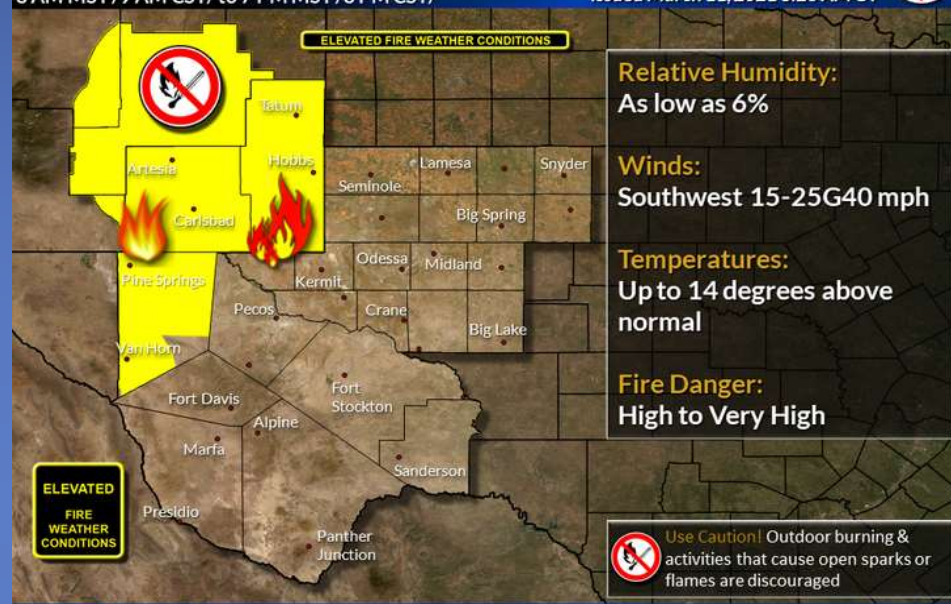 ELEVATED FIRE WEATHER CONDITIONS
Relative Humidity:
As low as 6%
Winds:
Southwest 15-25G40 mph
Temperatures:
Up to 14 degrees above
normal
Fire Danger:
High to Very High
Tatum
Artesia
Hobbs
Lamesa
Snyder
Seminole
Carlsbad
Big Spring
Odessa
Midland
Pine Springs
Kermit
Pecos
Crane
Big Lake
Van Horn
Fort Davis
Fort
Stockton
Alpine
Marfa
Sanderson
Presidio
Panther
Junction
ELEVATED
FIRE
WEATHER
CONDITIONS
Use Caution! Outdoor burning &
activities that cause open sparks or
flames are discouraged